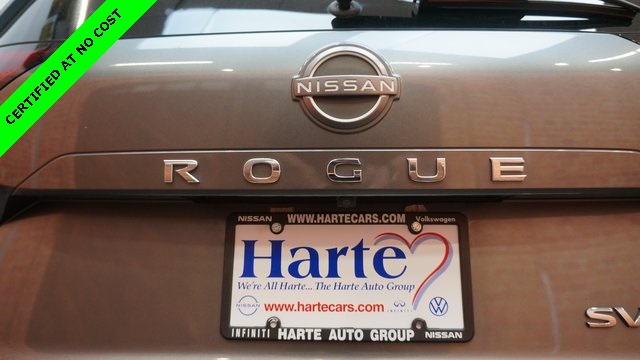 CERTIFIED AT NO COST
NISSAN
ROGUE
NISSAN WWW.HARTECARS.COM Volkswagen
Harte
We're All Harte... The Harte Auto Group
NISSAN www.hartecars.com INFINITI
INFINITI HARTE AUTO GROUP NISSAN
SV